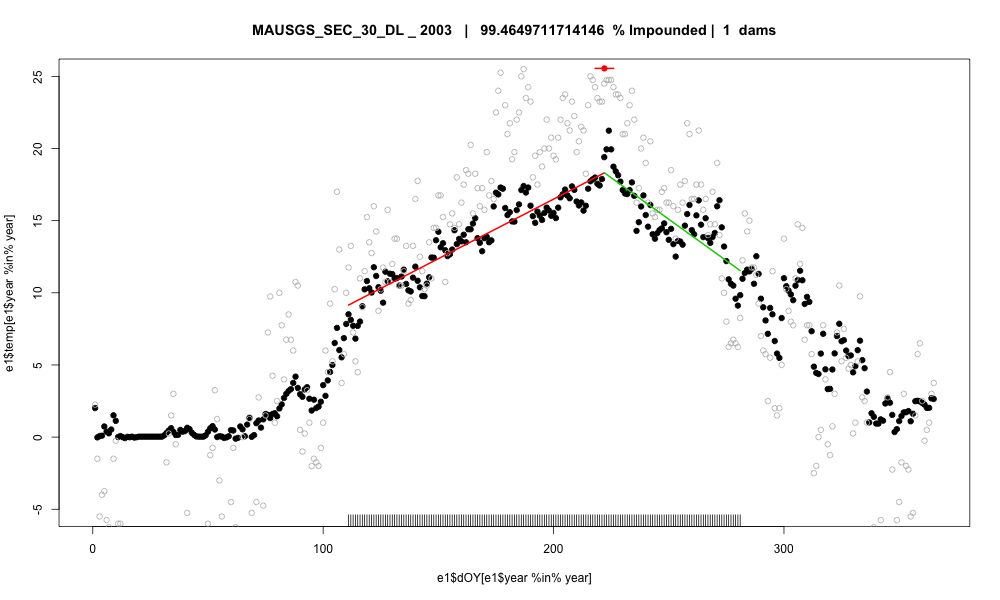 MAUSGS_SEC_30_DL _ 2003 | 99.4649711714146 % Impounded | 1 dams
e1$temp[e1$year %in% year]
25
20
15
10
5
0
-5
0 100 200 300
e1$dOY[e1$year %in% year]